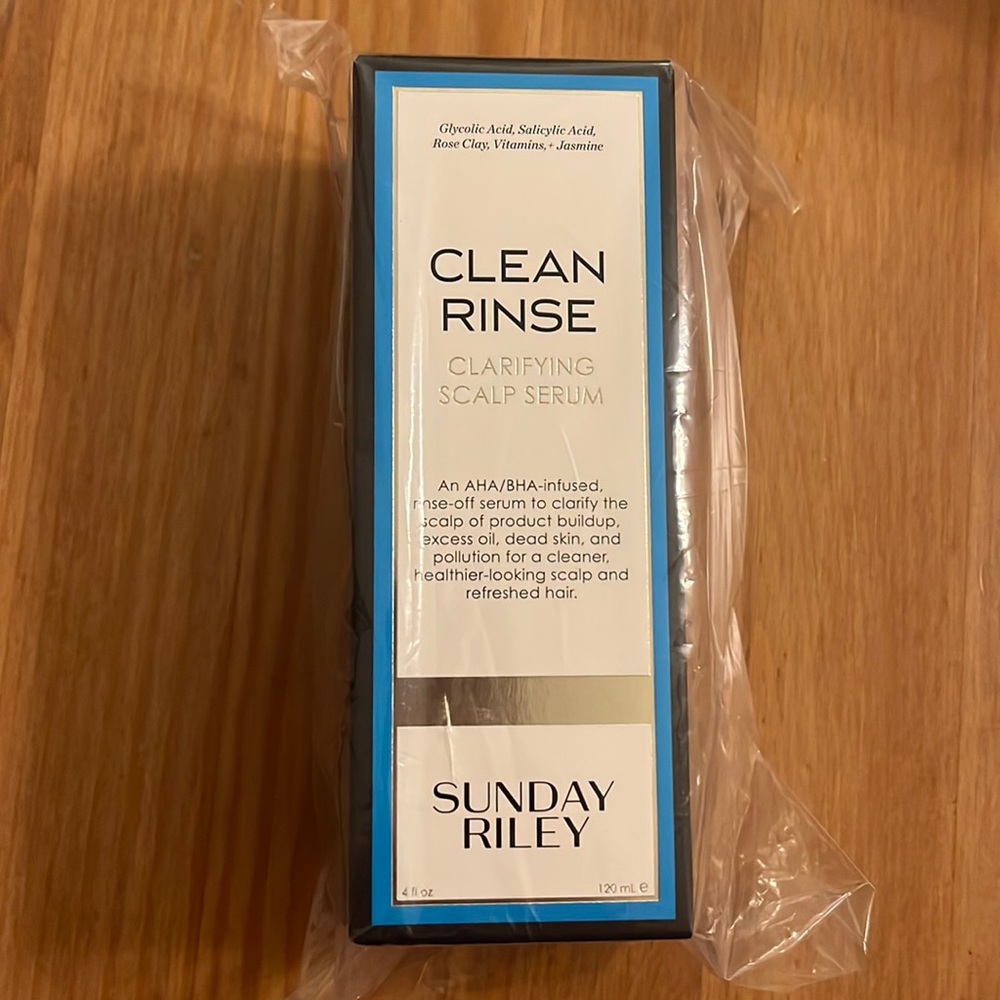 Glycolic Acid, Salicylic Acid,
Rose Clay, Vitamins,+ Jasmine
CLEAN
RINSE
CLARIFYING
SCALP SERUM
An AHA/BHA-infused,
rinse-off serum to clarify the
scalp of product buildup,
excess oil, dead skin, and
pollution for a cleaner,
healthier-looking scalp and
refreshed hair.
SUNDAY
RILEY
4 fl oz 120 mL ℮